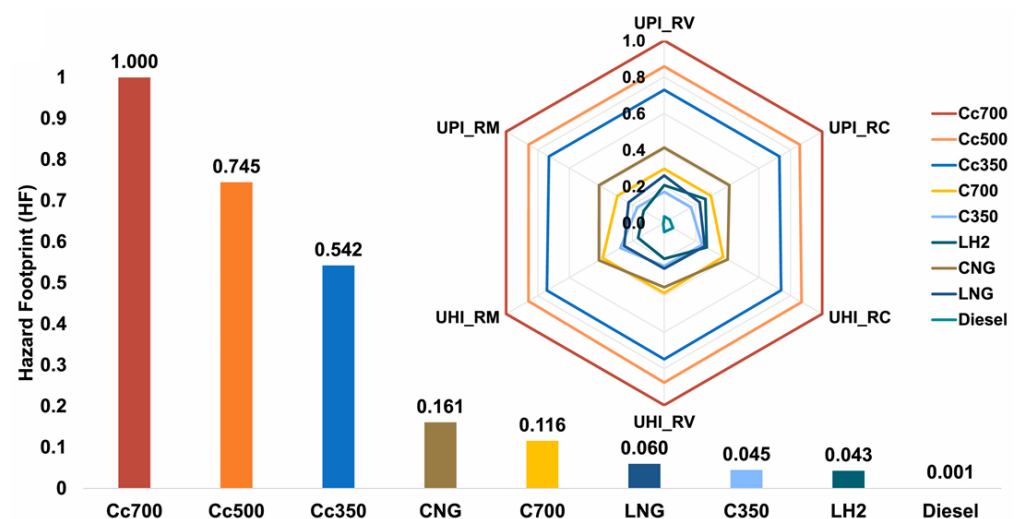 Hazard Footprint (HF)
1
0.9
0.8
0.7
0.6
0.5
0.4
0.3
0.2
0.1
0
1.000
0.745
0.542
0.161
0.116
0.060
0.045
0.043
0.001
Cc700
Cc500
Cc350
CNG
C700
LNG
C350
LH2
Diesel
UPI_RV
1.0
0.8
0.6
0.4
0.2
0.0
UPI_RM
UPI_RC
UHI_RM
UHI_RC
UHI_RV
Cc700
Cc500
Cc350
C700
C350
LH2
CNG
LNG
Diesel